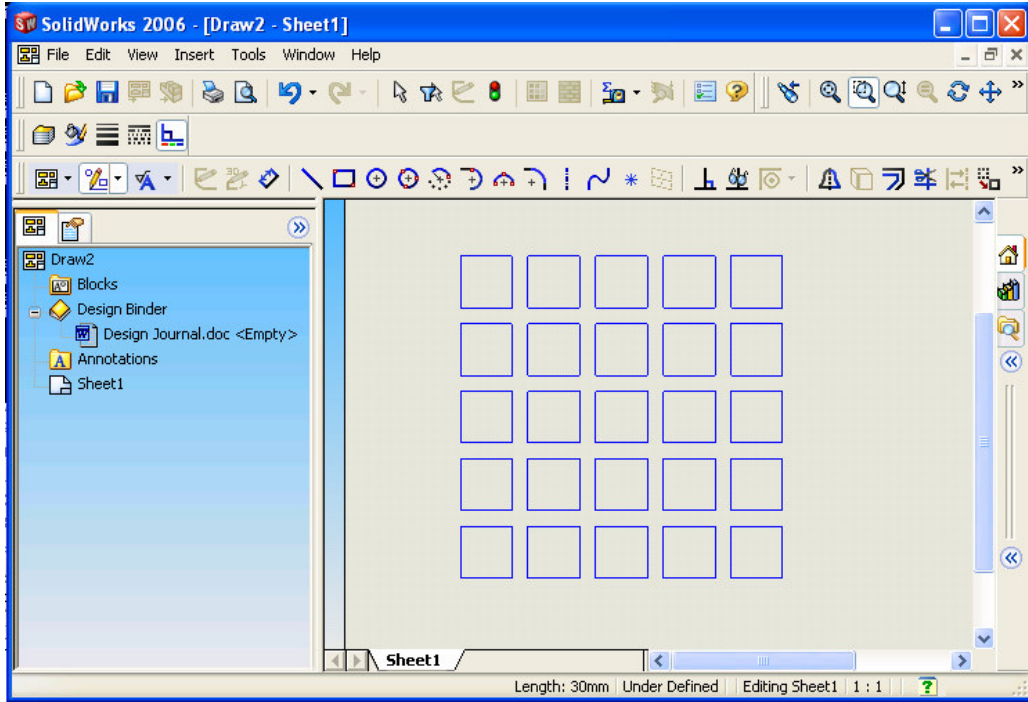 SolidWorks 2006 - [Draw2 - Sheet1]
File Edit View Insert Tools Window Help
Draw2
Blocks
Design Binder
Design Journal.doc <Empty>
Annotations
Sheet1
Sheet1
Length: 30mm Under Defined Editing Sheet1 1 : 1